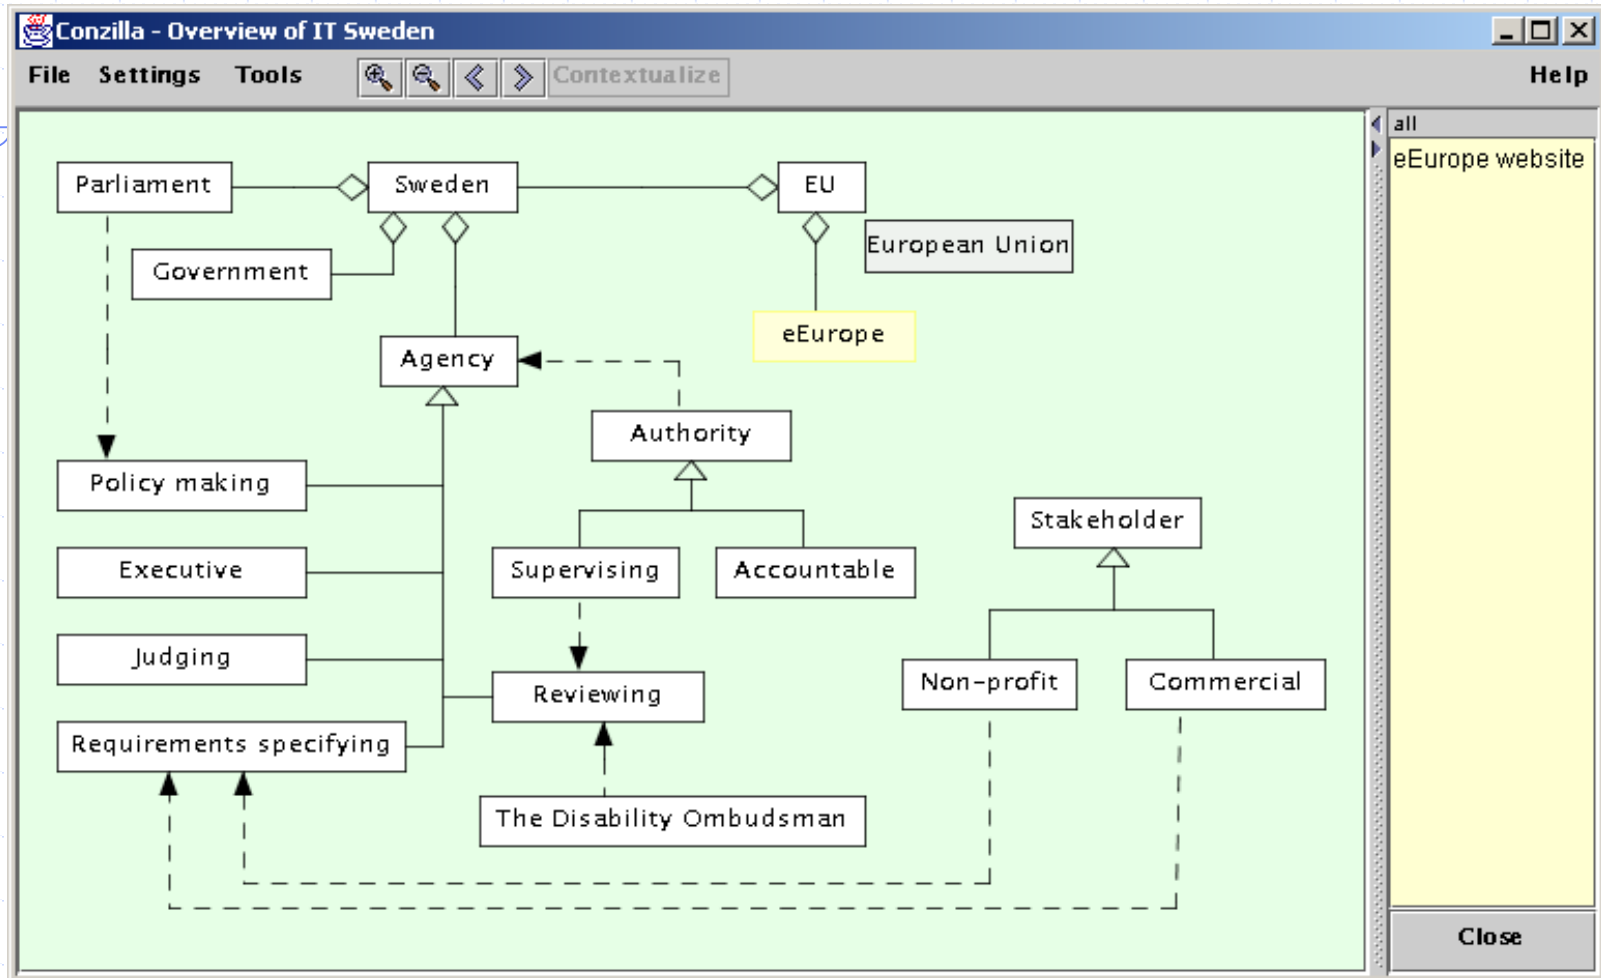 Conzilla - Overview of IT Sweden
File Settings Tools Contextualize Help
all
eEurope website
Parliament
Sweden
EU
European Union
Government
eEurope
Agency
Authority
Policy making
Stakeholder
Executive
Supervising
Accountable
Judging
Reviewing
Non-profit
Commercial
Requirements specifying
The Disability Ombudsman
Close